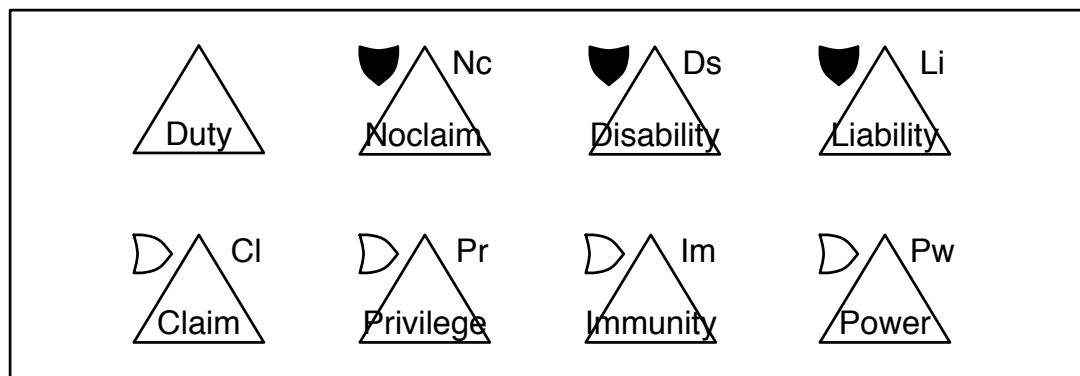 Nc Ds Li
Duty Noclaim Disability Liability
Cl Pr Im Pw
Claim Privilege Immunity Power